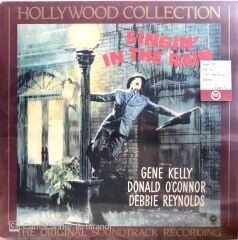 HOLLYWOOD COLLECTION
SINGIN'
IN THE RAIN
GENE KELLY
DONALD O'CONNOR
DEBBIE REYNOLDS
THE ORIGINAL SOUNDTRACK RECORDING